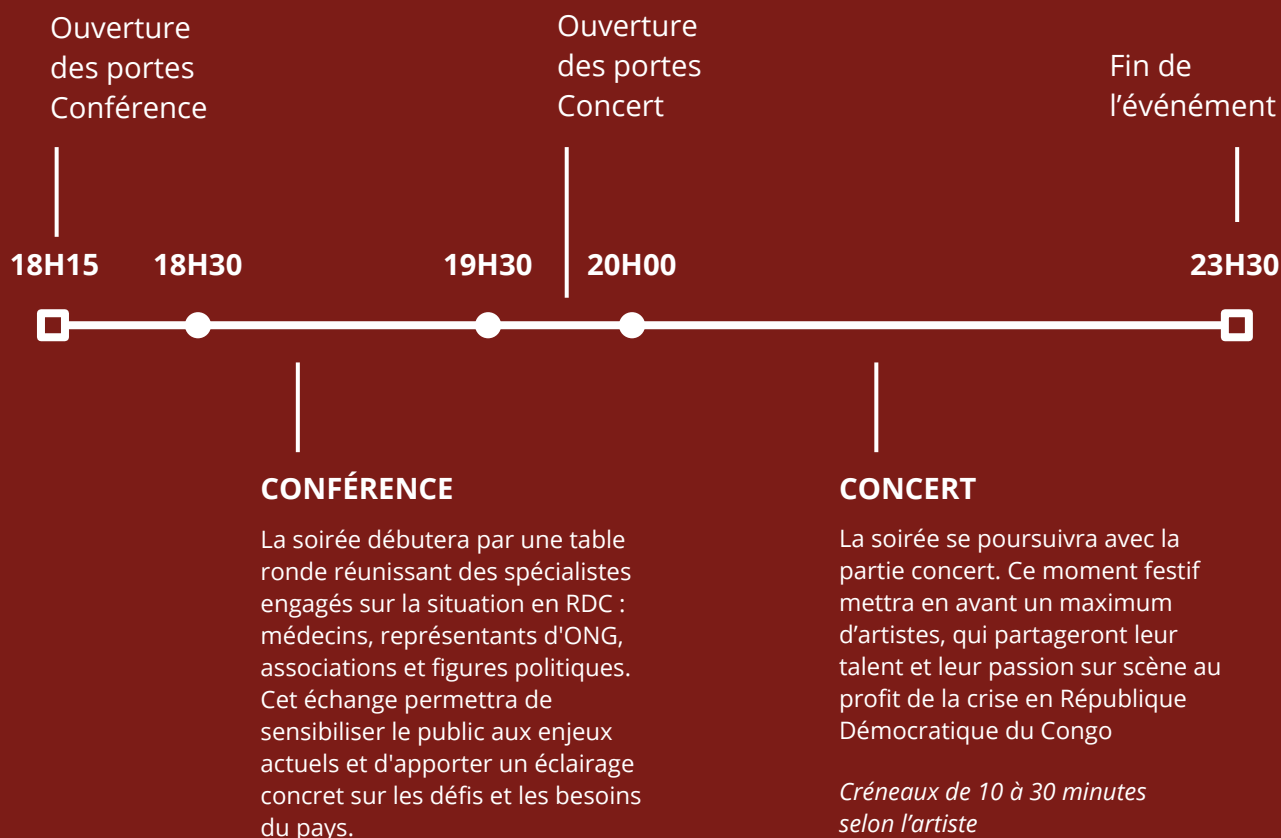 Ouverture
des portes
Conférence
Ouverture
des portes
Concert
Fin de
l’événément
18H15
18H30
19H30
20H00
23H30
CONFÉRENCE
La soirée débutera par une table
ronde réunissant des spécialistes
engagés sur la situation en RDC :
médecins, représentants d'ONG,
associations et figures politiques.
Cet échange permettra de
sensibiliser le public aux enjeux
actuels et d'apporter un éclairage
concret sur les défis et les besoins
du pays.
CONCERT
La soirée se poursuivra avec la
partie concert. Ce moment festif
mettra en avant un maximum
d’artistes, qui partageront leur
talent et leur passion sur scène au
profit de la crise en République
Démocratique du Congo
Créneaux de 10 à 30 minutes
selon l’artiste